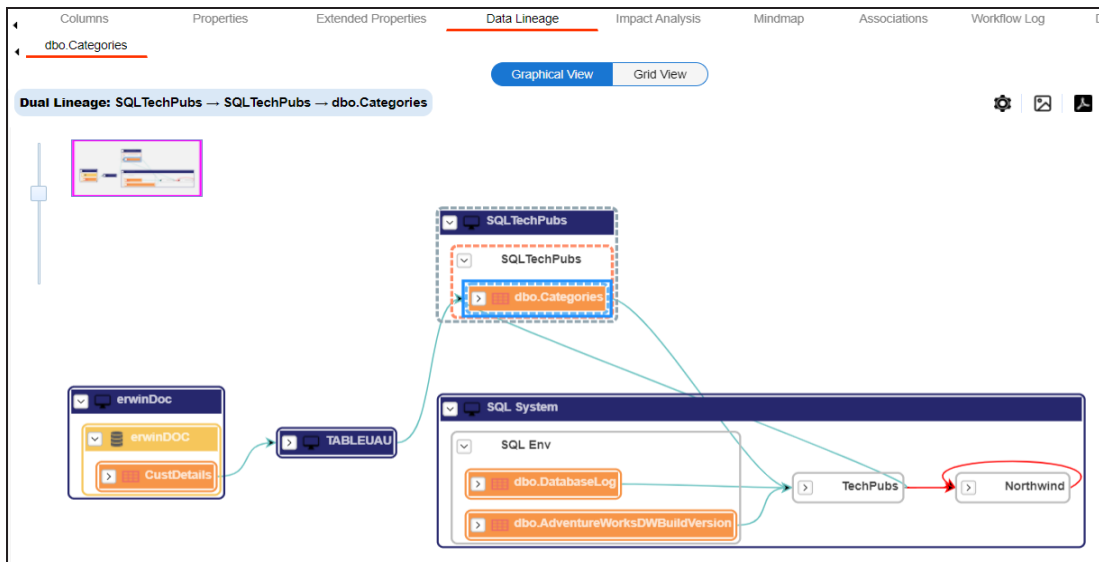 Columns Properties Extended Properties Data Lineage Impact Analysis Mindmap Associations Workflow Log
dbo.Categories
Graphical View Grid View
Dual Lineage: SQLTechPubs → SQLTechPubs → dbo.Categories
SQLTechPubs
SQLTechPubs
dbo.Categories
erwinDoc
erwinDOC
CustDetails
TABLEUAU
SQL System
SQL Env
dbo.DatabaseLog
dbo.AdventureWorksDWBuildVersion
TechPubs
Northwind